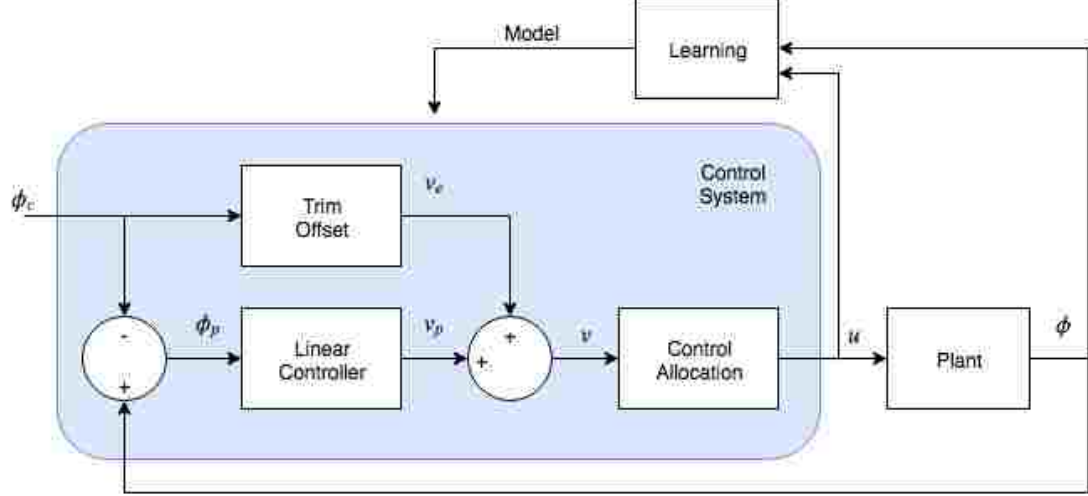 Model
Learning
Control
System
ϕc
Trim
Offset
νe
-
+
ϕp
Linear
Controller
νp
+
+
ν
Control
Allocation
u
Plant
ϕ